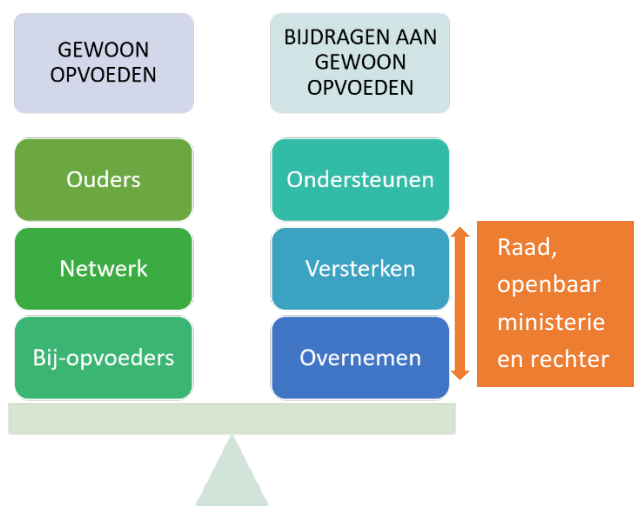 GEWOON
OPVOEDEN
BIJDRAGEN AAN
GEWOON
OPVOEDEN
Ouders
Ondersteunen
Netwerk
Versterken
Bij-opvoeders
Overnemen
Raad,
openbaar
ministerie
en rechter